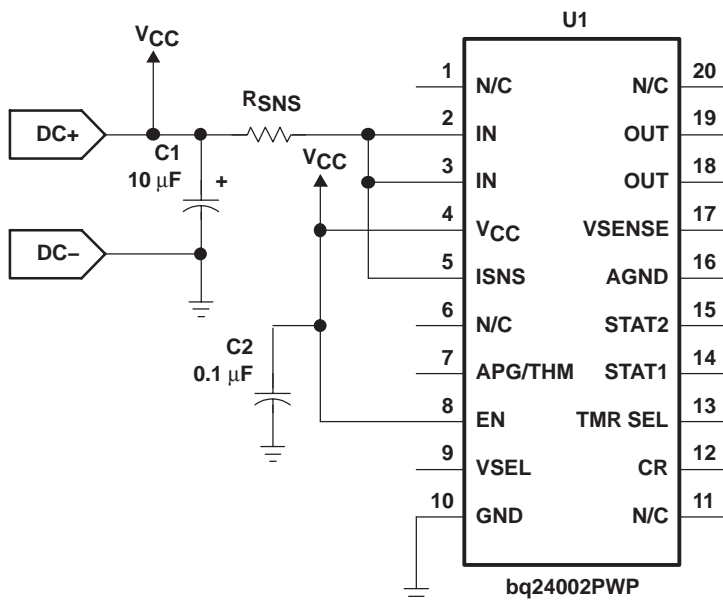 U1
VCC
1 N/C N/C 20
RSNS
DC+
2 IN OUT 19
C1
10 µF
+
VCC
3 IN OUT 18
4 VCC VSENSE 17
DC−
5 ISNS AGND 16
6 N/C STAT2 15
C2
0.1 µF
7 APG/THM STAT1 14
8 EN TMR SEL 13
9 VSEL CR 12
10 GND N/C 11
bq24002PWP